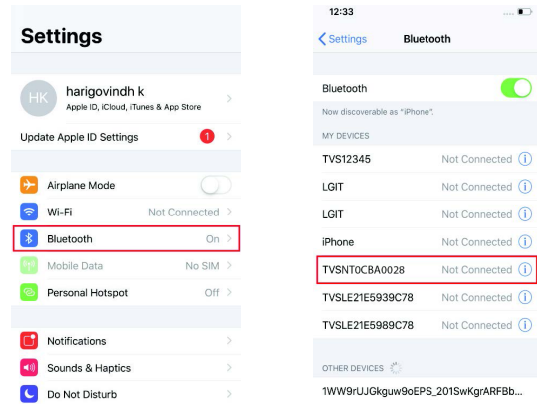 Settings
HK
harigovindh k
Apple ID, iCloud, iTunes & App Store
Update Apple ID Settings 1
Airplane Mode
Wi-Fi Not Connected
Bluetooth On
Mobile Data No SIM
Personal Hotspot Off
Notifications
Sounds & Haptics
Do Not Disturb
12:33
Settings Bluetooth
Bluetooth
Now discoverable as "iPhone".
MY DEVICES
TVS12345 Not Connected
LGIT Not Connected
LGIT Not Connected
iPhone Not Connected
TVSNT0CBA0028 Not Connected
TVSLE21E5939C78 Not Connected
TVSLE21E5989C78 Not Connected
OTHER DEVICES
1WW9rUJGkguw9oEPS_201SwKgrARFBb...